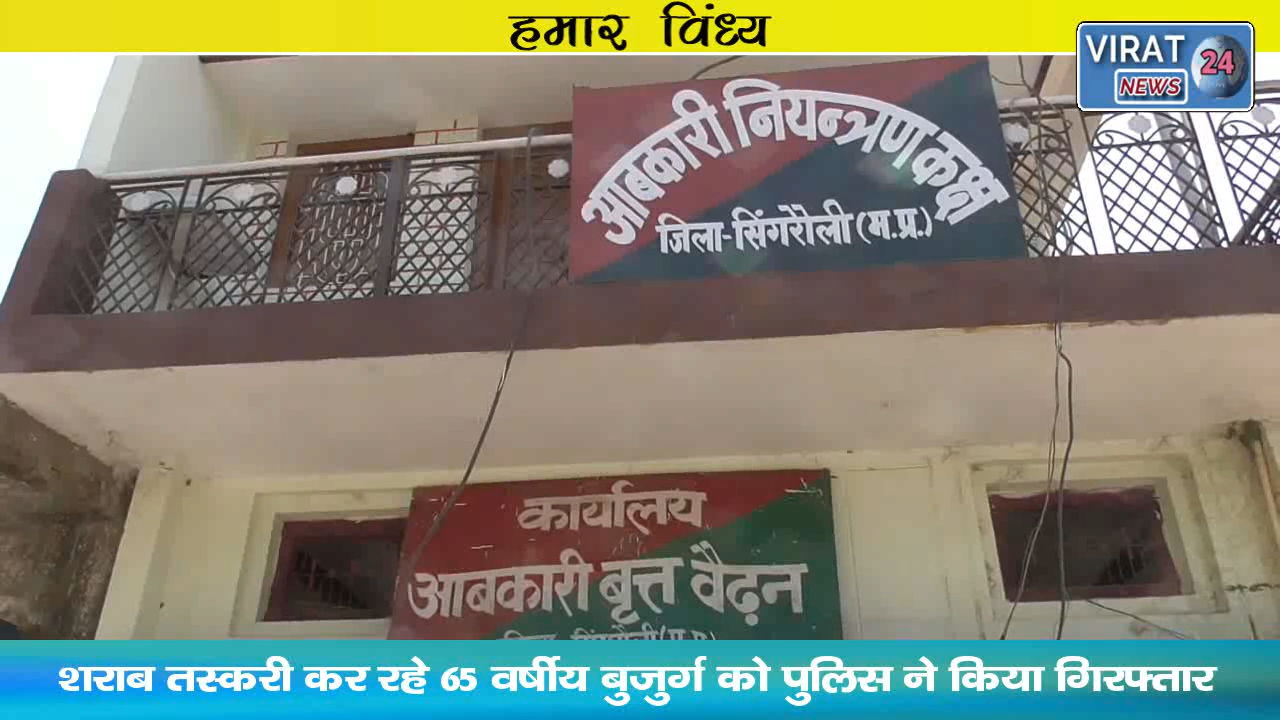 हमार विंध्य
VIRAT
24
NEWS
आबकारी नियन्त्रण कक्ष
जिला-सिंगरौली (म.प्र.)
कार्यालय
आबकारी बृत्त वैढ़न
जिला-सिंगरौली (म.प्र.)
शराब तस्करी कर रहे 65 वर्षीय बुजुर्ग को पुलिस ने किया गिरफ्तार